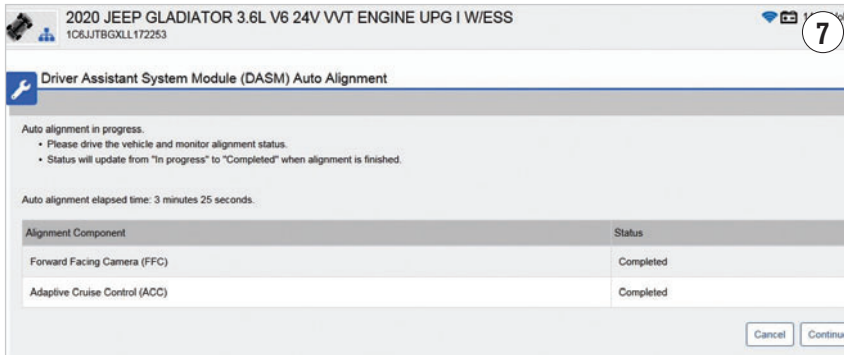 2020 JEEP GLADIATOR 3.6L V6 24V VVT ENGINE UPG I W/ESS
1C6JJTBGXLL172253
7
Driver Assistant System Module (DASM) Auto Alignment
Auto alignment in progress.
• Please drive the vehicle and monitor alignment status.
• Status will update from "In progress" to "Completed" when alignment is finished.
Auto alignment elapsed time: 3 minutes 25 seconds.
Alignment Component Status
Forward Facing Camera (FFC) Completed
Adaptive Cruise Control (ACC) Completed
Cancel Continu